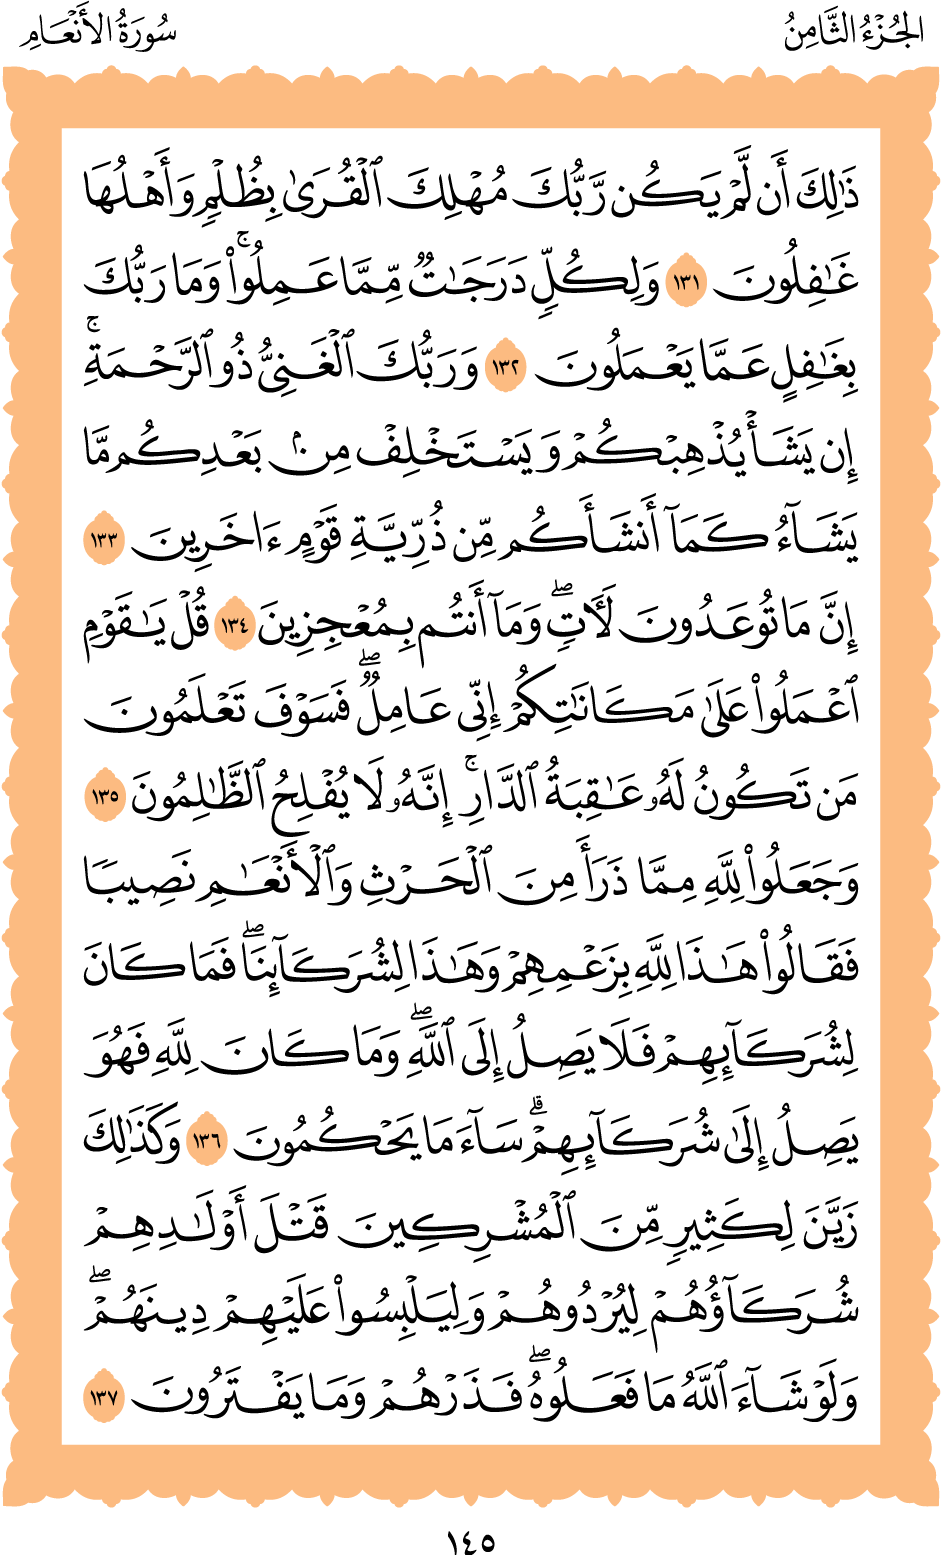 الجُزْءُ الثَّامِنُ
سُورَةُ الأَنْعَامِ
ذَٰلِكَ أَن لَّمْ يَكُن رَّبُّكَ مُهْلِكَ ٱلْقُرَىٰ بِظُلْمٍ وَأَهْلُهَا
غَٰفِلُونَ ١٣١ وَلِكُلٍّ دَرَجَٰتٌ مِّمَّا عَمِلُوا۟ ۚ وَمَا رَبُّكَ
بِغَٰفِلٍ عَمَّا يَعْمَلُونَ ١٣٢ وَرَبُّكَ ٱلْغَنِىُّ ذُو ٱلرَّحْمَةِ ۚ
إِن يَشَأْ يُذْهِبْكُمْ وَيَسْتَخْلِفْ مِنۢ بَعْدِكُم مَّا
يَشَآءُ كَمَآ أَنشَأَكُم مِّن ذُرِّيَّةِ قَوْمٍ ءَاخَرِينَ ١٣٣
إِنَّ مَا تُوعَدُونَ لَءَاتٍ ۖ وَمَآ أَنتُم بِمُعْجِزِينَ ١٣٤ قُلْ يَٰقَوْمِ
ٱعْمَلُوا۟ عَلَىٰ مَكَانَتِكُمْ إِنِّى عَامِلٌ ۖ فَسَوْفَ تَعْلَمُونَ
مَن تَكُونُ لَهُۥ عَٰقِبَةُ ٱلدَّارِ ۚ إِنَّهُۥ لَا يُفْلِحُ ٱلظَّٰلِمُونَ ١٣٥
وَجَعَلُوا۟ لِلَّهِ مِمَّا ذَرَأَ مِنَ ٱلْحَرْثِ وَٱلْأَنْعَٰمِ نَصِيبًا
فَقَالُوا۟ هَٰذَا لِلَّهِ بِزَعْمِهِمْ وَهَٰذَا لِشُرَكَآئِنَا ۖ فَمَا كَانَ
لِشُرَكَآئِهِمْ فَلَا يَصِلُ إِلَى ٱللَّهِ ۖ وَمَا كَانَ لِلَّهِ فَهُوَ
يَصِلُ إِلَىٰ شُرَكَآئِهِمْ ۗ سَآءَ مَا يَحْكُمُونَ ١٣٦ وَكَذَٰلِكَ
زَيَّنَ لِكَثِيرٍ مِّنَ ٱلْمُشْرِكِينَ قَتْلَ أَوْلَٰدِهِمْ
شُرَكَآؤُهُمْ لِيُرْدُوهُمْ وَلِيَلْبِسُوا۟ عَلَيْهِمْ دِينَهُمْ ۖ
وَلَوْ شَآءَ ٱللَّهُ مَا فَعَلُوهُ ۖ فَذَرْهُمْ وَمَا يَفْتَرُونَ ١٣٧
١٤٥